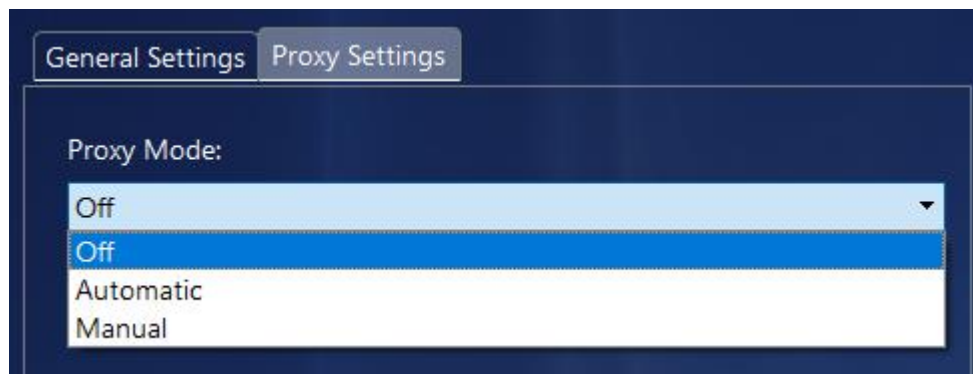 General Settings Proxy Settings
Proxy Mode:
Off
Off
Automatic
Manual